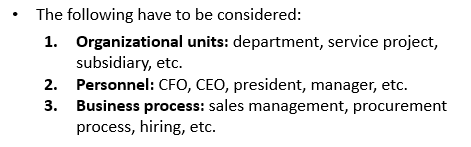 • The following have to be considered:
1. Organizational units: department, service project,
subsidiary, etc.
2. Personnel: CFO, CEO, president, manager, etc.
3. Business process: sales management, procurement
process, hiring, etc.